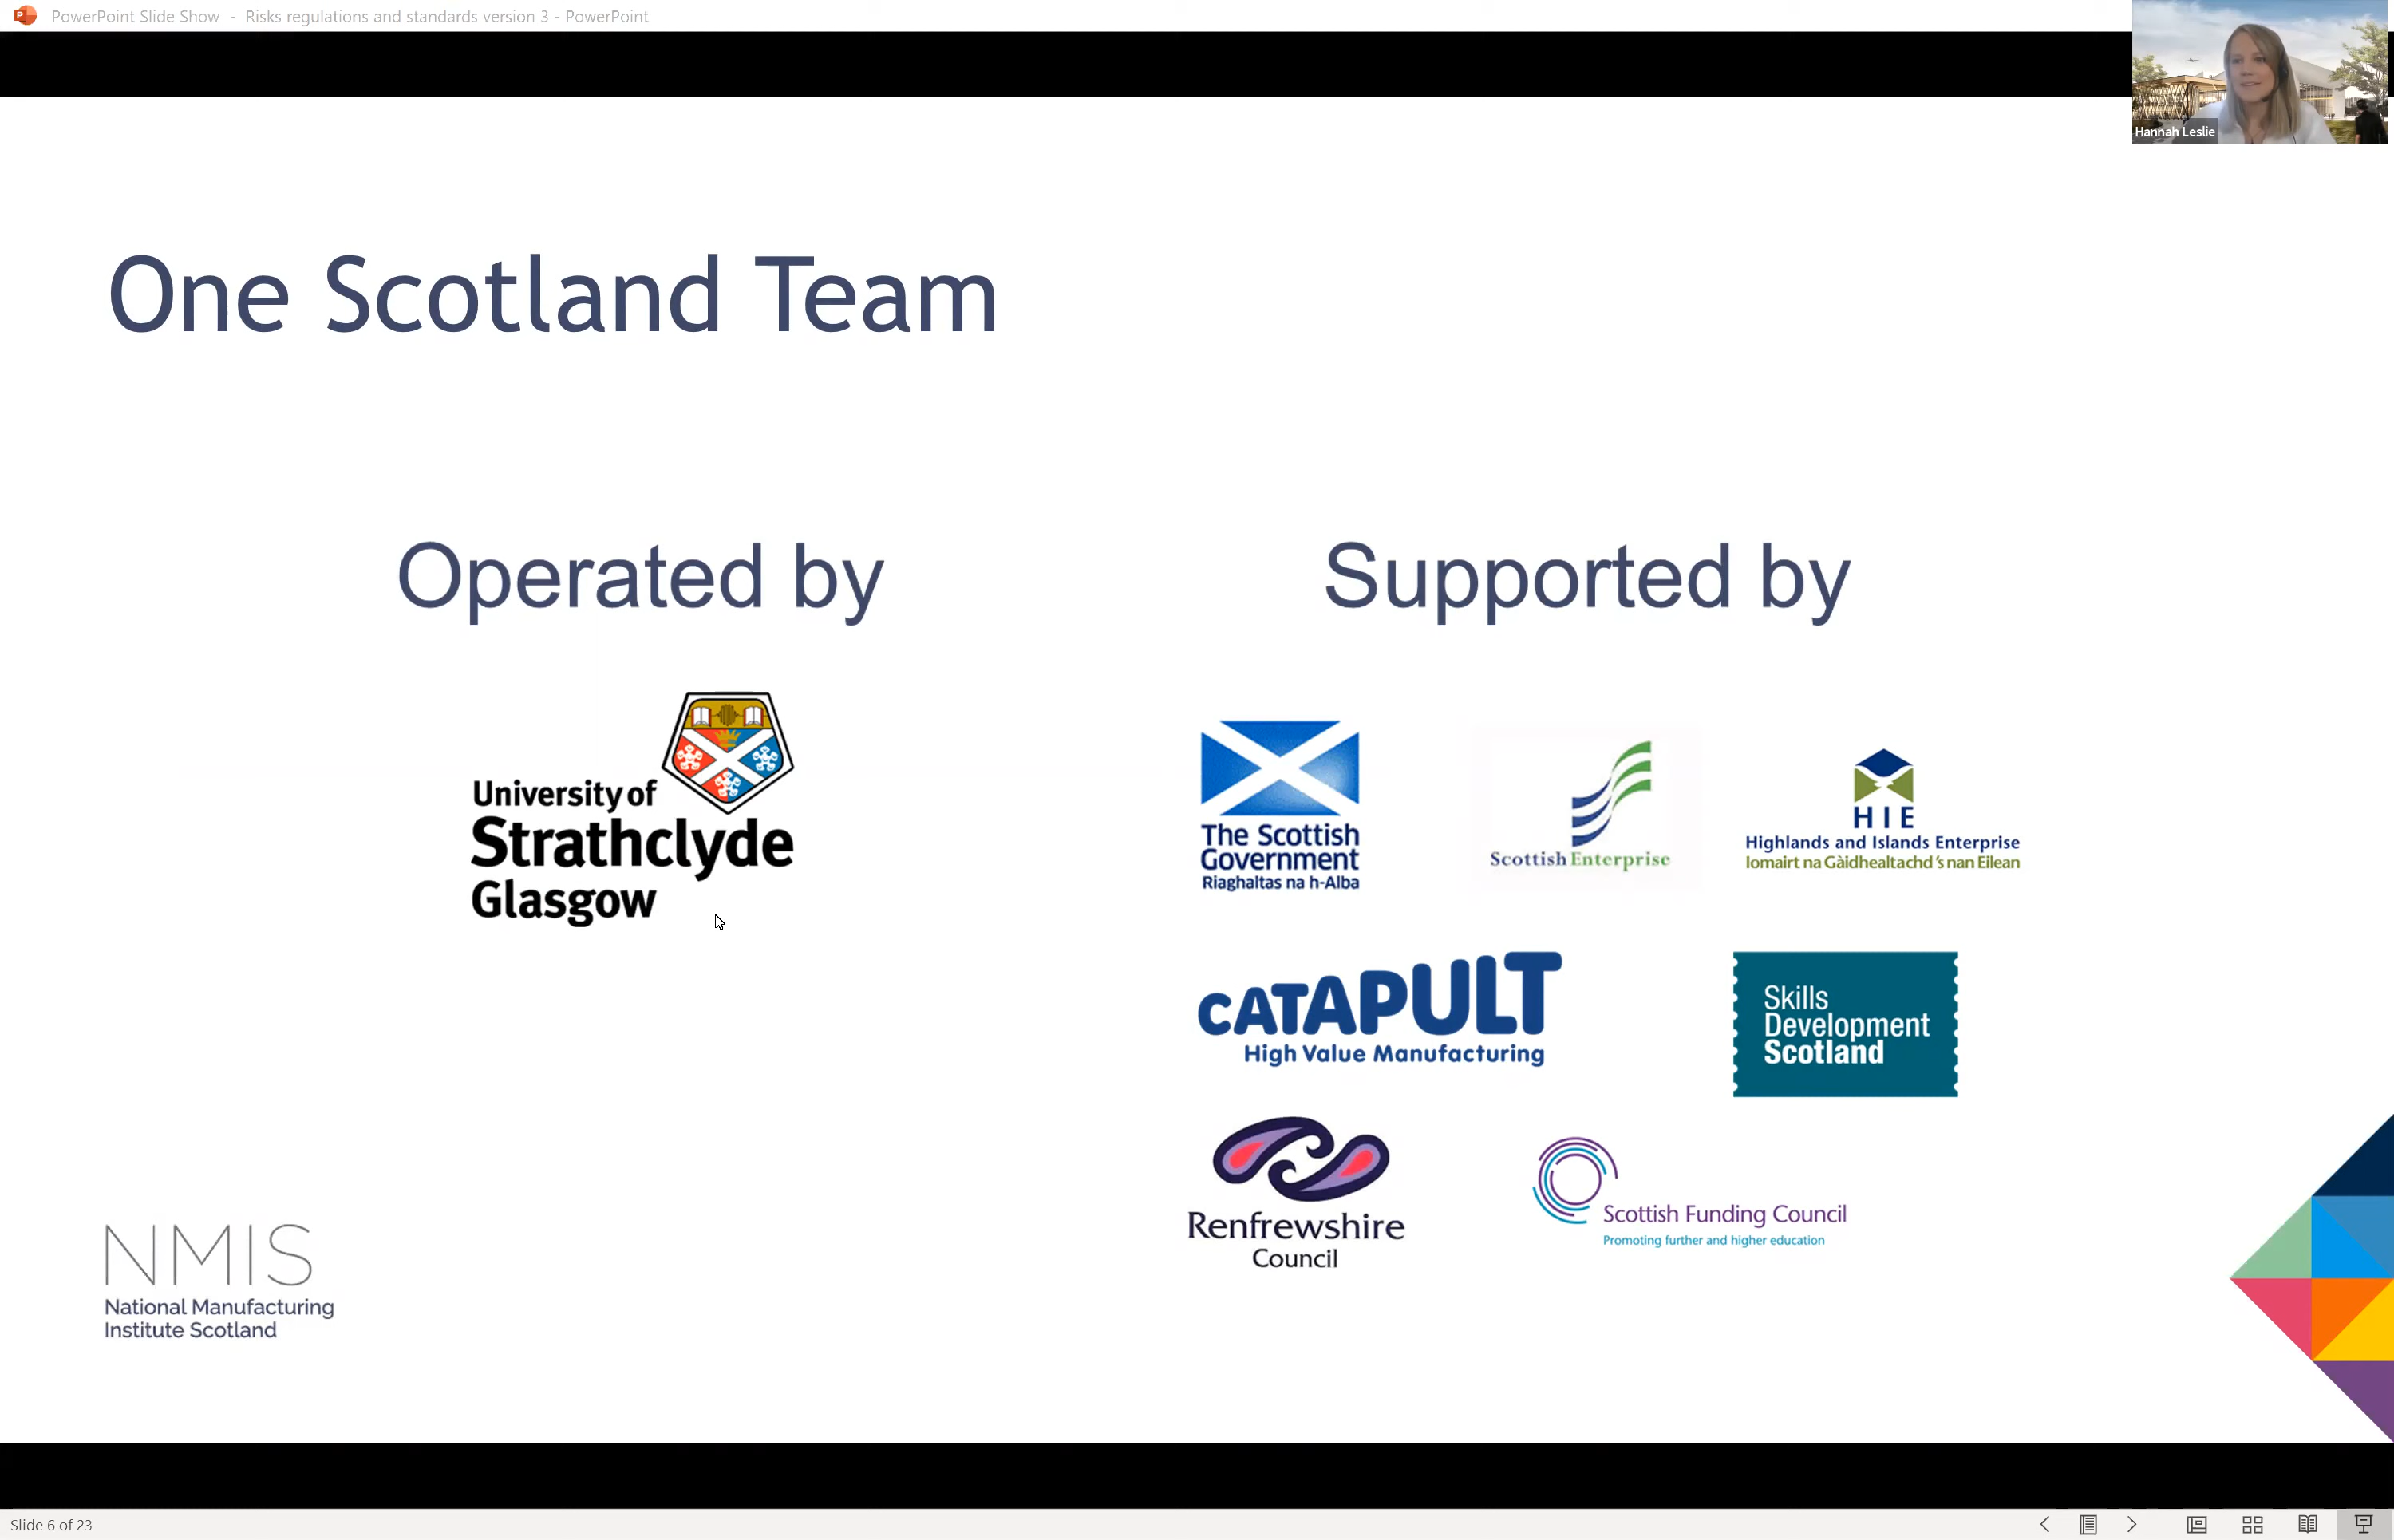 PowerPoint Slide Show - Risks regulations and standards version 3 - PowerPoint
Hannah Leslie
One Scotland Team
Operated by
Supported by
University of
Strathclyde
Glasgow
The Scottish
Government
Riaghaltas na h-Alba
Scottish Enterprise
HIE
Highlands and Islands Enterprise
Iomairt na Gàidhealtachd 's nan Eilean
CATAPULT
High Value Manufacturing
Skills
Development
Scotland
Renfrewshire
Council
Scottish Funding Council
Promoting further and higher education
NMIS
National Manufacturing
Institute Scotland
Slide 6 of 23